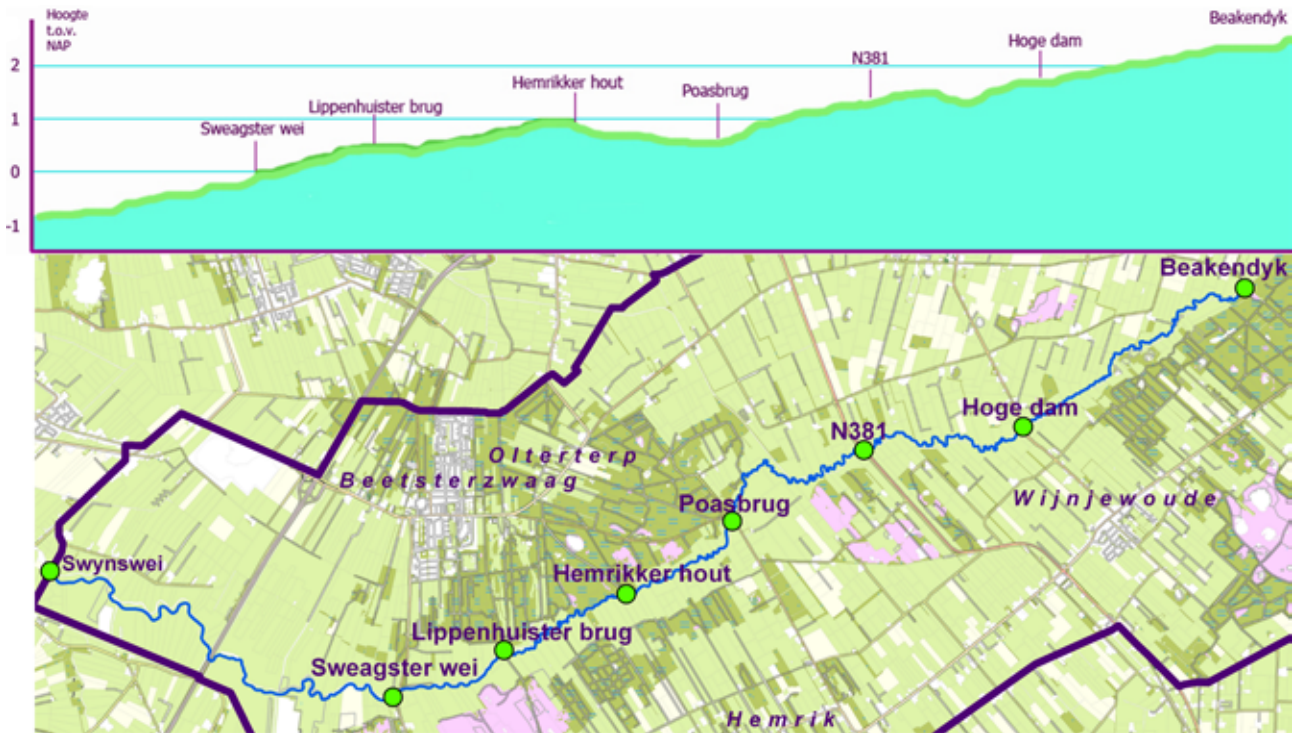 Hoogte
t.o.v.
NAP
Beakendyk
Hoge dam
N381
Hemrikker hout
Poasbrug
Lippenhuister brug
Sweagster wei
2
1
0
-1
Beakendyk
Hoge dam
N381
Olterterp
Beetsterzwaag
Wijnjewoude
Poasbrug
Swynswei
Hemrikker hout
Lippenhuister brug
Sweagster wei
Hemrik